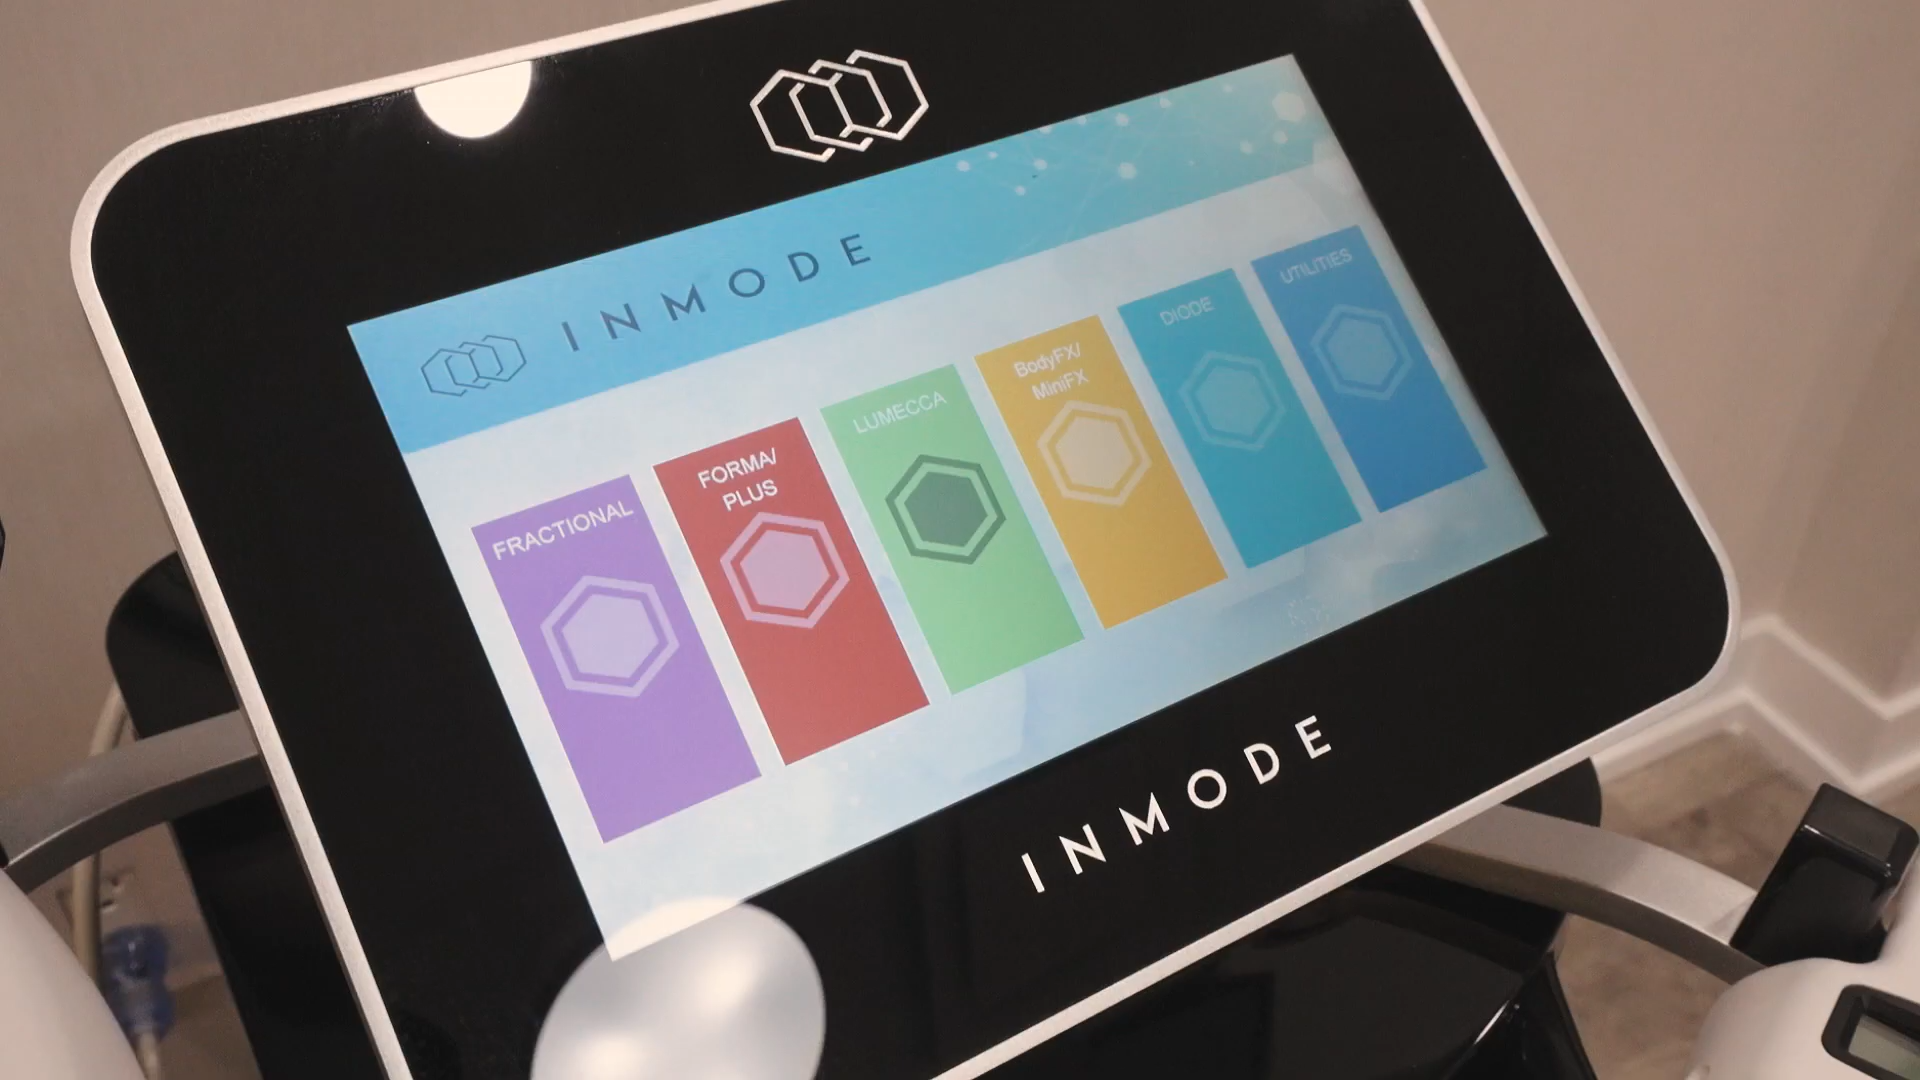 INMODE
FRACTIONAL
FORMA/
PLUS
LUMECCA
BodyFX/
MiniFX
DIODE
UTILITIES
INMODE